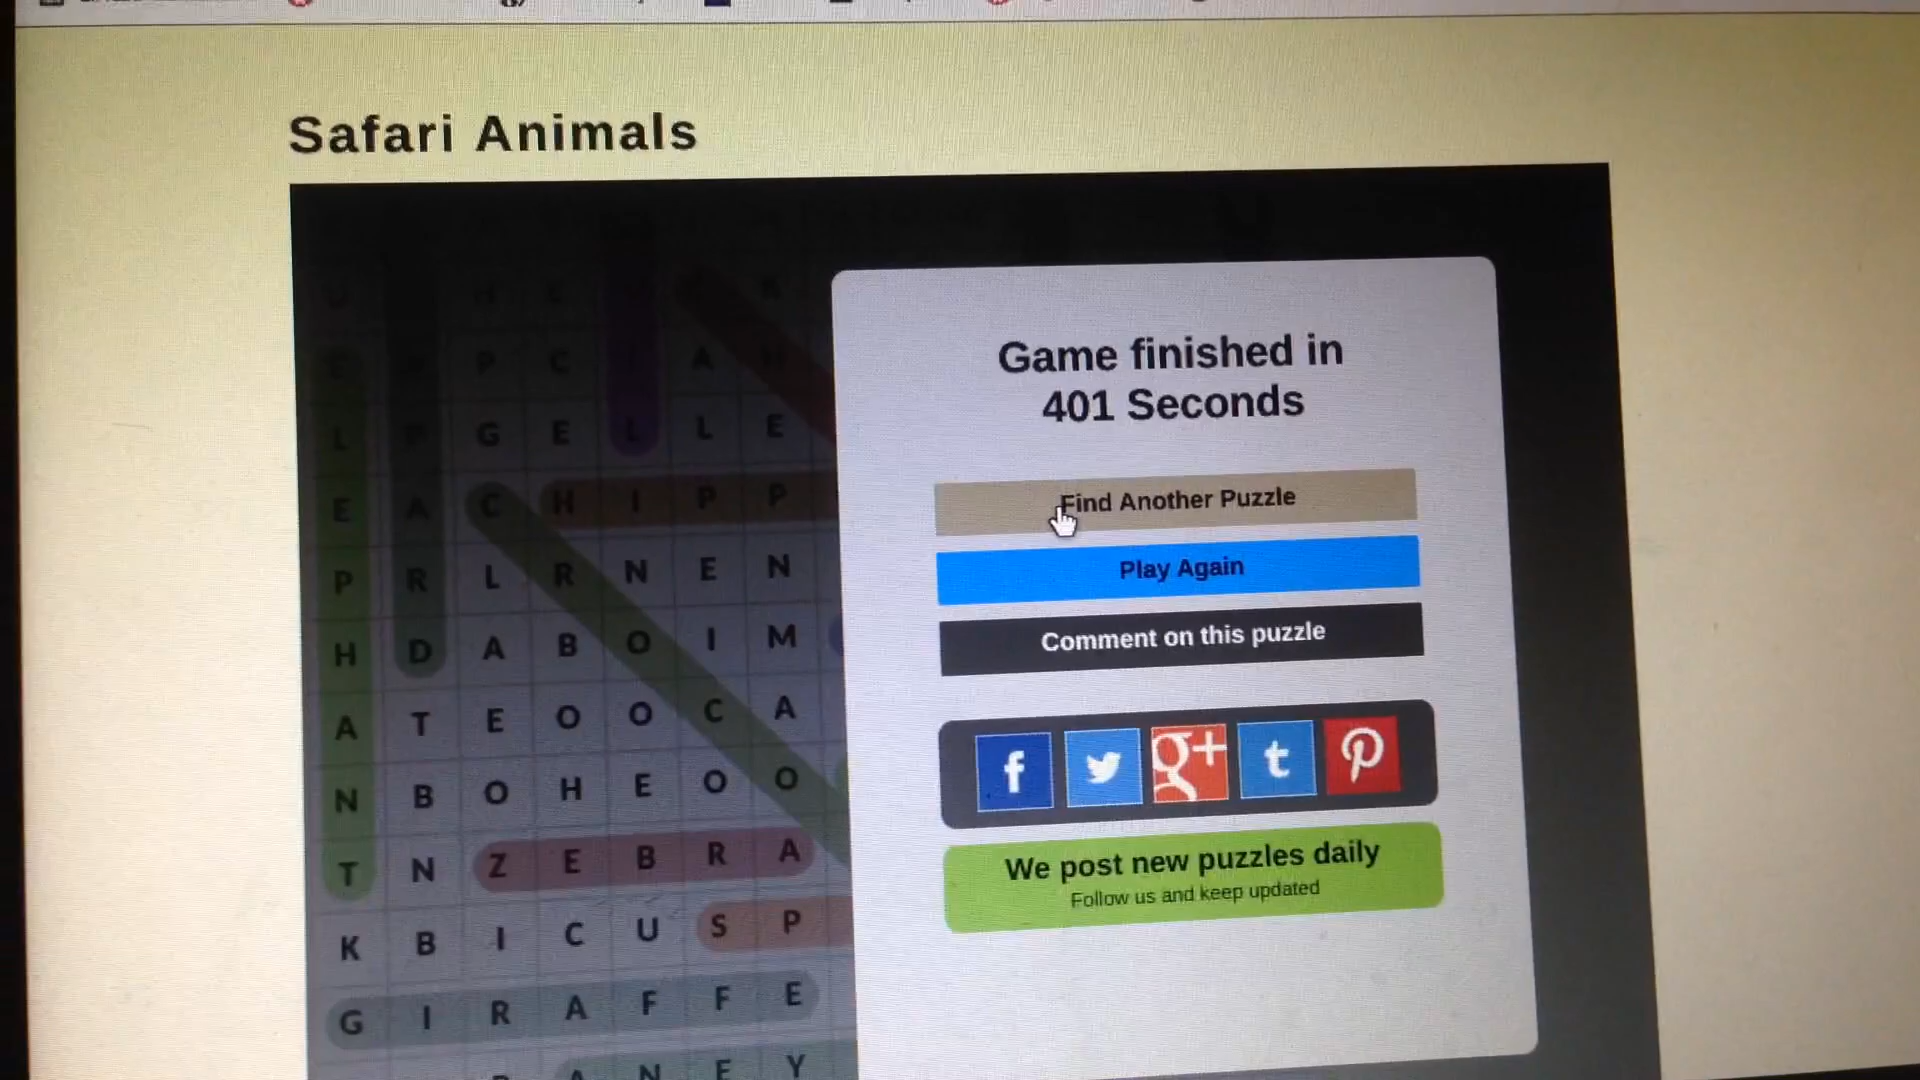 Safari Animals
Game finished in
401 Seconds
Find Another Puzzle
Play Again
Comment on this puzzle
f g+ t
We post new puzzles daily
Follow us and keep updated
P C A
L G E L L E
E A C H I P P
P R L R N E N
H D A B O I M
A T E O O C A
N B O H E O O
T N Z E B R A
K B I C U S P
G I R A F F E
A N E Y